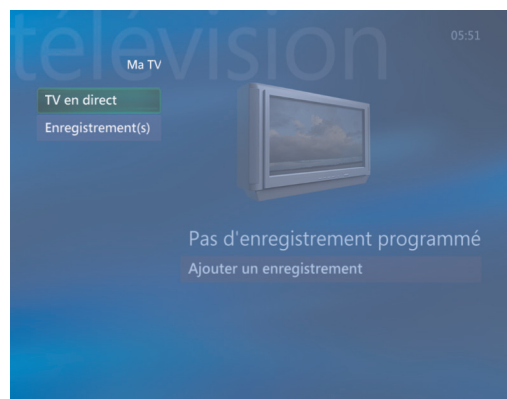 télévision
05:51
Ma TV
TV en direct
Enregistrement(s)
Pas d'enregistrement programmé
Ajouter un enregistrement